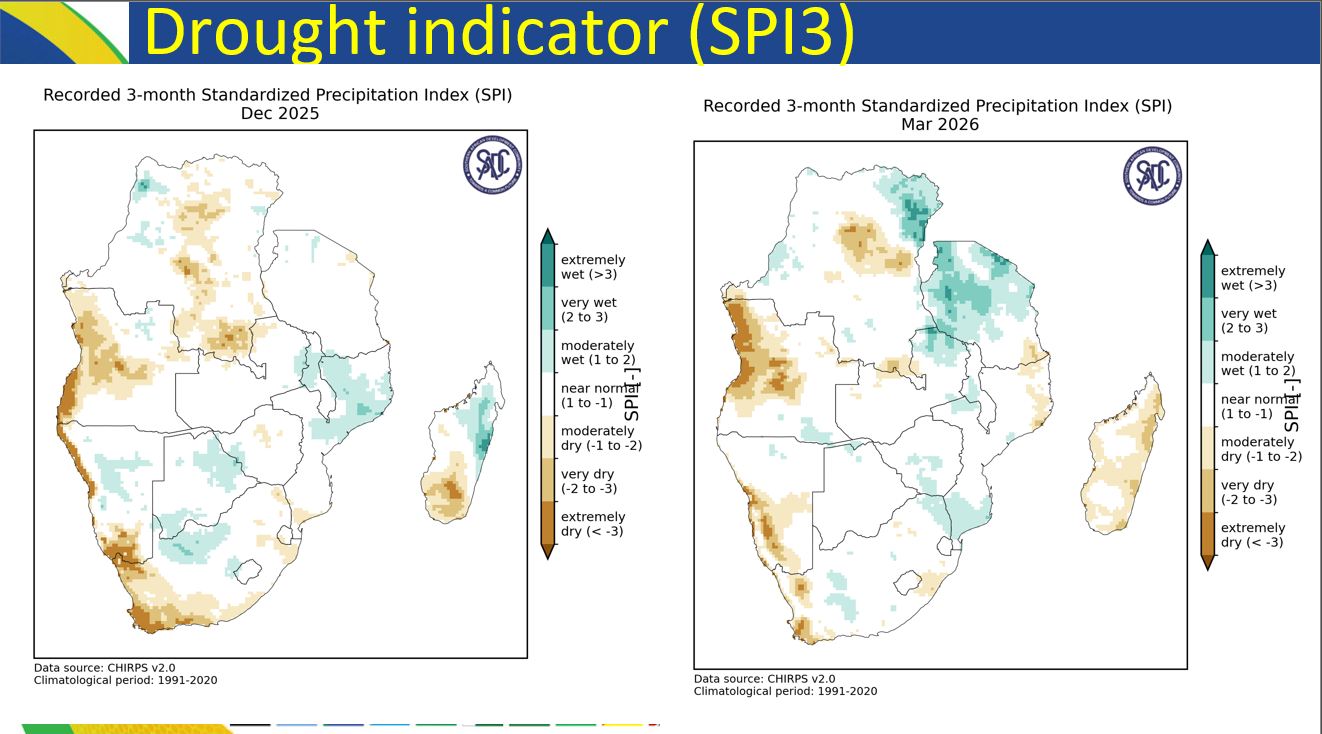 Drought indicator (SPI3)
Recorded 3-month Standardized Precipitation Index (SPI)
Dec 2025
SADC
extremely
wet (>3)
very wet
(2 to 3)
moderately
wet (1 to 2)
near normal
(1 to -1)
moderately
dry (-1 to -2)
very dry
(-2 to -3)
extremely
dry (< -3)
SPI [-]
Data source: CHIRPS v2.0
Climatological period: 1991-2020
Recorded 3-month Standardized Precipitation Index (SPI)
Mar 2026
SADC
extremely
wet (>3)
very wet
(2 to 3)
moderately
wet (1 to 2)
near normal
(1 to -1)
moderately
dry (-1 to -2)
very dry
(-2 to -3)
extremely
dry (< -3)
SPI [-]
Data source: CHIRPS v2.0
Climatological period: 1991-2020